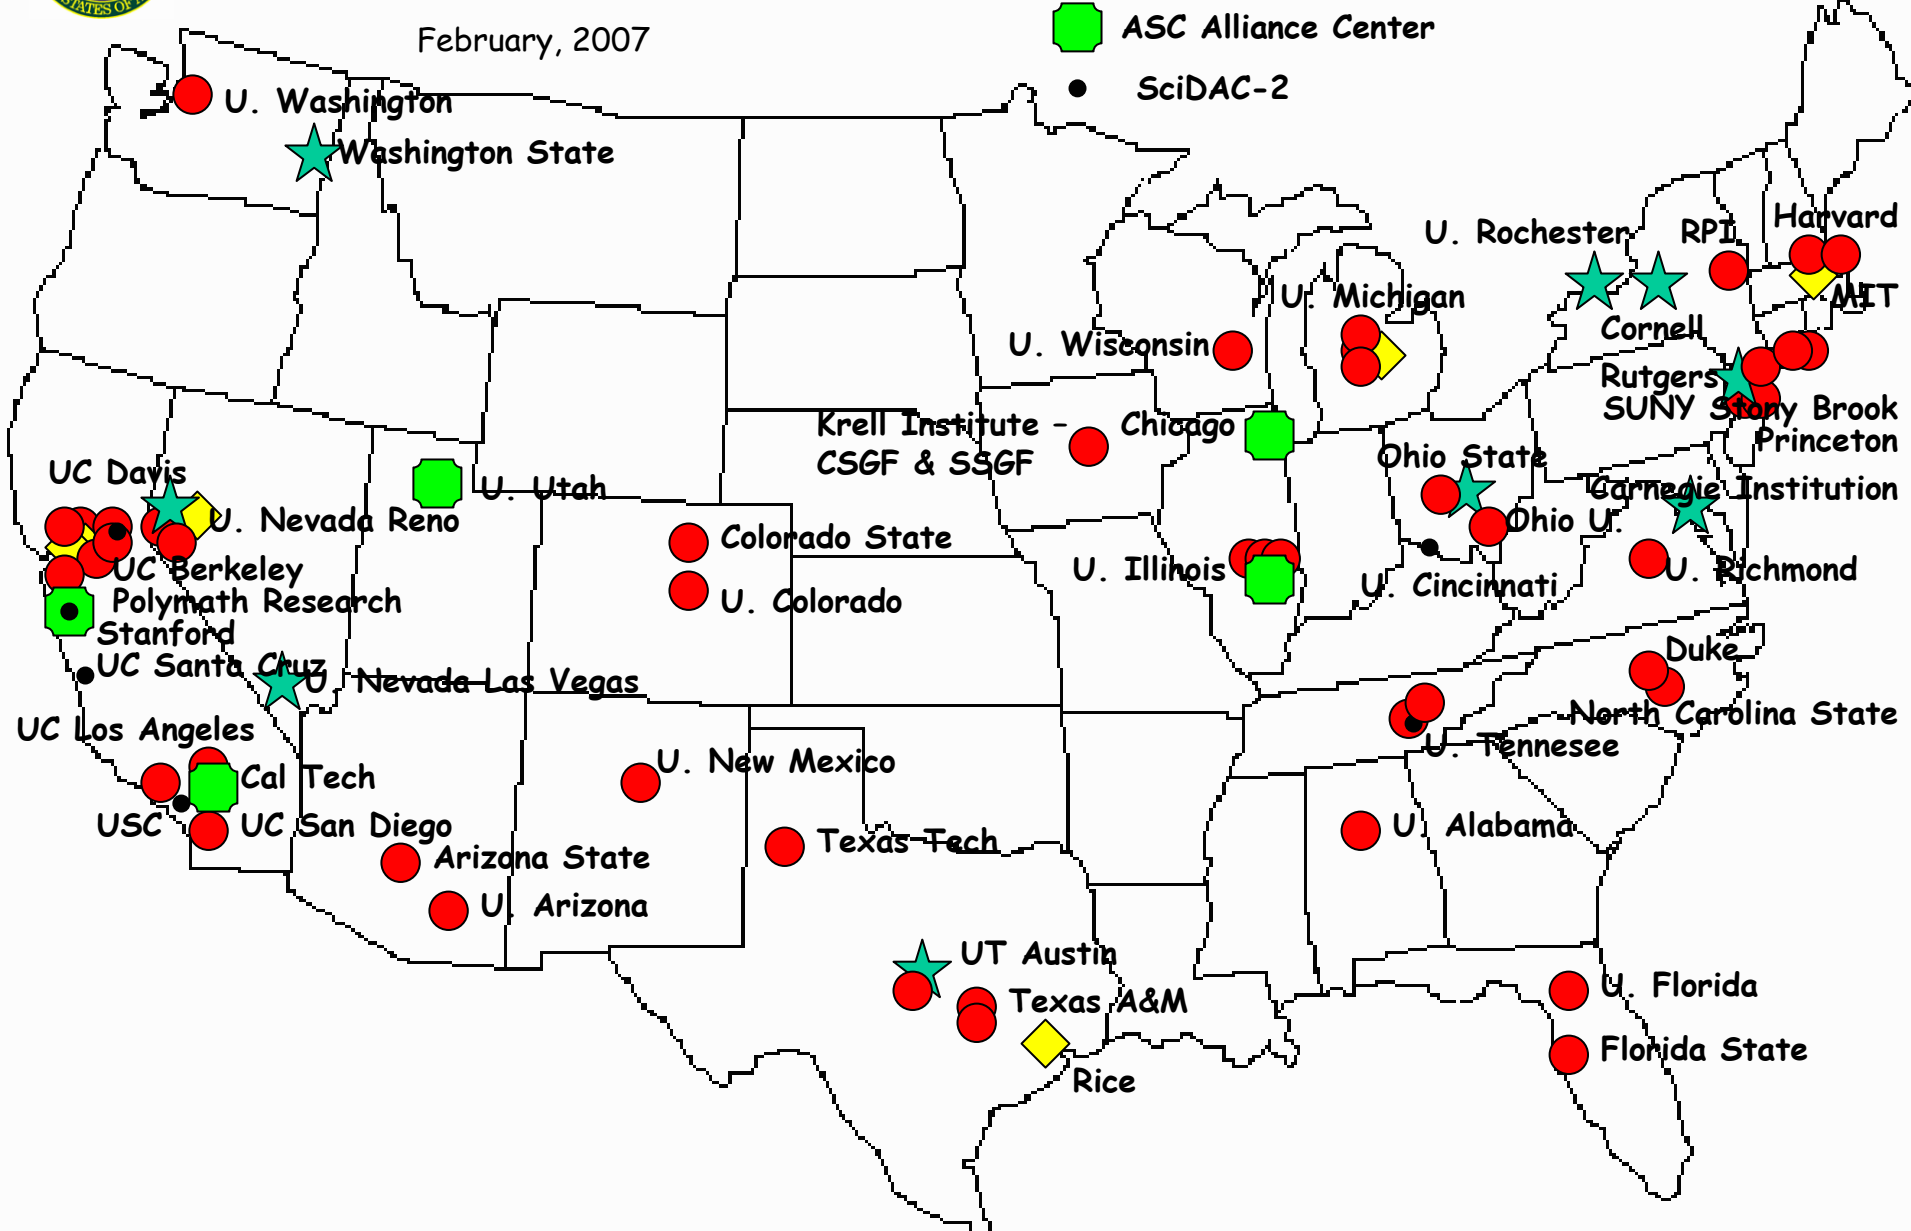 STATES OF
February, 2007
ASC Alliance Center
SciDAC-2
U. Washington
Washington State
Harvard
U. Rochester
RPI
U. Michigan
MIT
Cornell
U. Wisconsin
Rutgers
SUNY Stony Brook
Krell Institute - Chicago
CSGF & SSGF
Princeton
Ohio State
UC Davis
U. Utah
Carnegie Institution
U. Nevada Reno
Ohio U.
Colorado State
UC Berkeley
U. Illinois
U. Richmond
U. Cincinnati
Polymath Research
U. Colorado
Stanford
Duke
UC Santa Cruz
U. Nevada Las Vegas
North Carolina State
UC Los Angeles
U. Tennesee
U. New Mexico
Cal Tech
USC
UC San Diego
U. Alabama
Texas Tech
Arizona State
U. Arizona
UT Austin
U. Florida
Texas A&M
Florida State
Rice